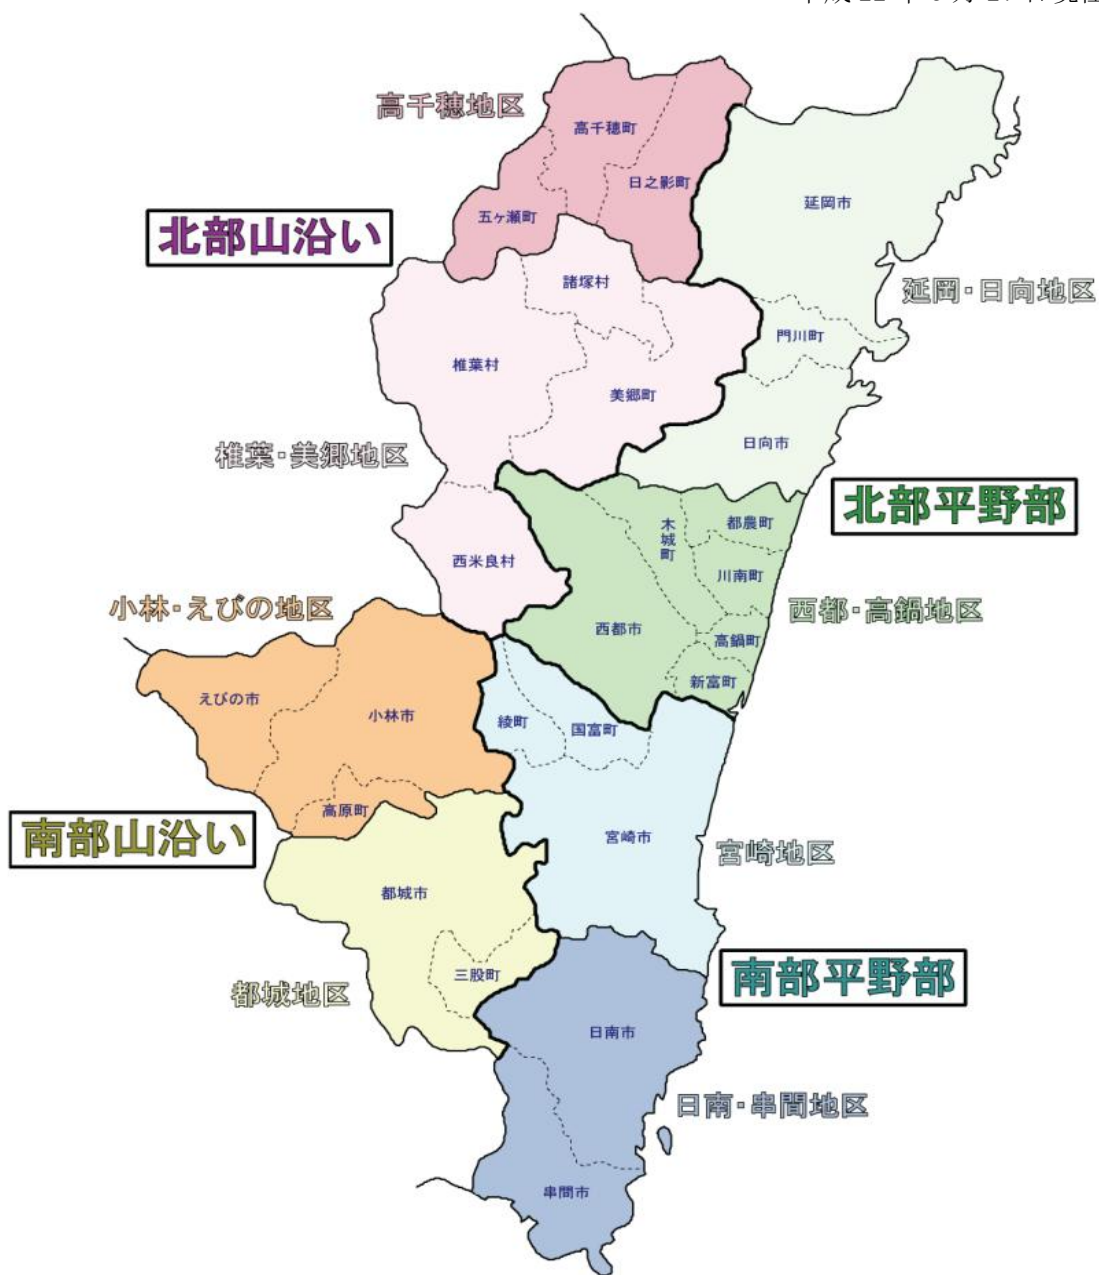 高千穂地区
高千穂町
日之影町
五ヶ瀬町
延岡市
北部山沿い
諸塚村
延岡・日向地区
門川町
椎葉村
美郷町
日向市
椎葉・美郷地区
北部平野部
都農町
木城町
西米良村
川南町
小林・えびの地区
西都市
高鍋町
西都・高鍋地区
新富町
えびの市
小林市
綾町
国富町
高原町
南部山沿い
宮崎市
宮崎地区
都城市
三股町
南部平野部
都城地区
日南市
日南・串間地区
串間市